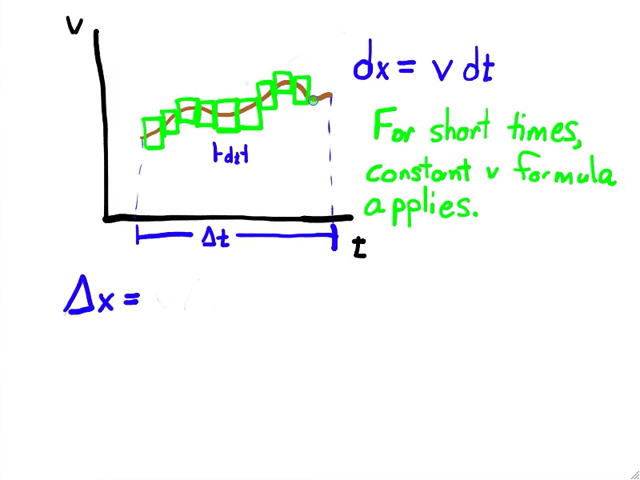 v
dx = v dt
For short times,
constant v formula
applies.
dt
Δt
t
Δx =